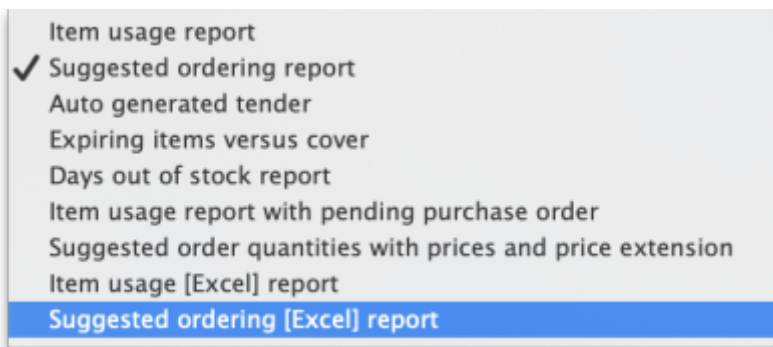 Item usage report
✓ Suggested ordering report
Auto generated tender
Expiring items versus cover
Days out of stock report
Item usage report with pending purchase order
Suggested order quantities with prices and price extension
Item usage [Excel] report
Suggested ordering [Excel] report